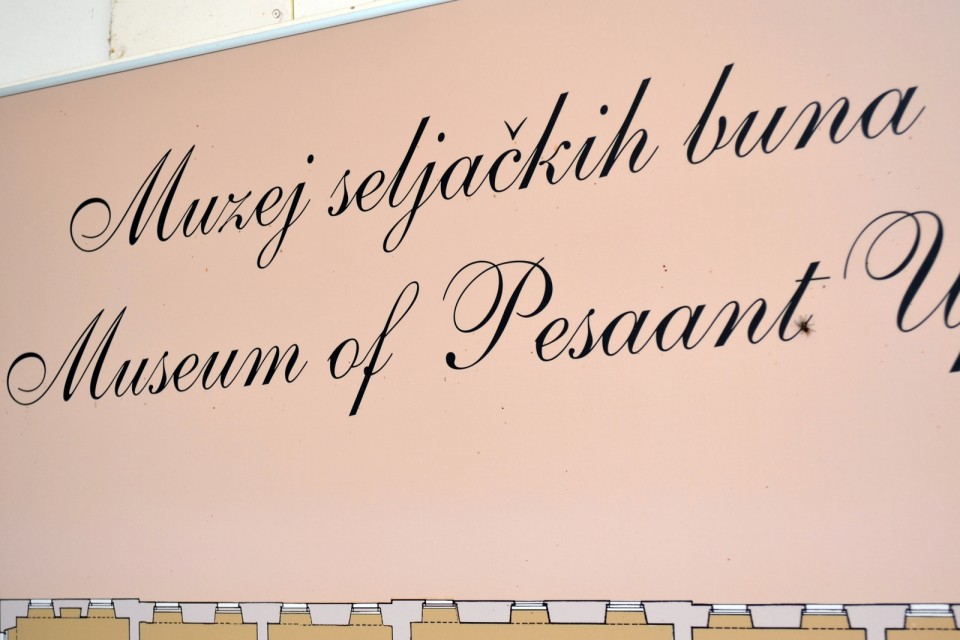 Muzej seljačkih buna
Museum of Pesaant